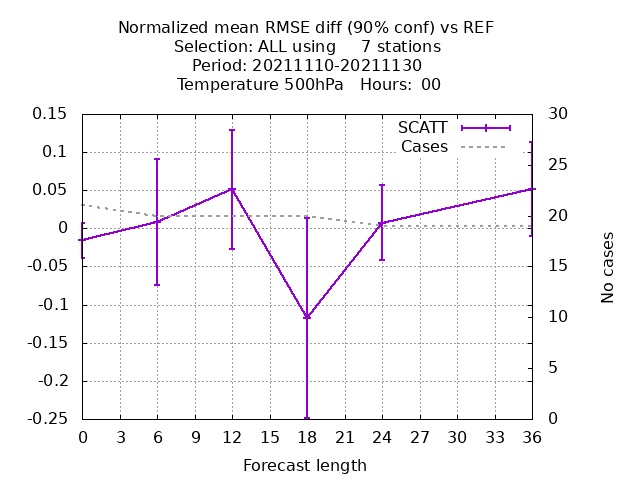 Normalized mean RMSE diff (90% conf) vs REF
Selection: ALL using 7 stations
Period: 20211110-20211130
Temperature 500hPa Hours: 00
SCATT
Cases
0.15
0.1
0.05
0
-0.05
-0.1
-0.15
-0.2
-0.25
30
25
20
15
10
5
0
No cases
0 3 6 9 12 15 18 21 24 27 30 33 36
Forecast length